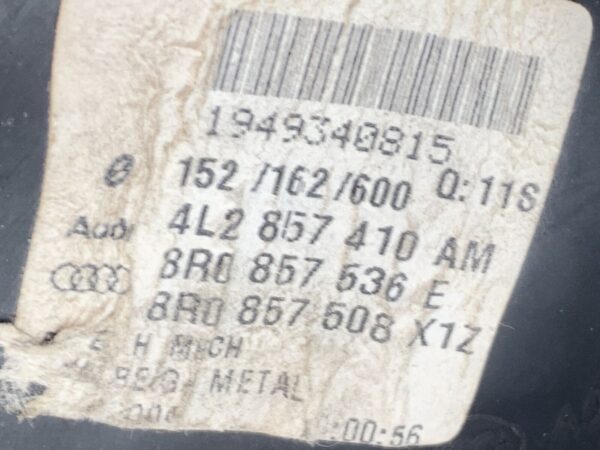 1949340815
152/162/600 Q:11S
Audi 4L2 857 410 AM
8R0 857 536 E
8R0 857 508 X1Z
H M CH
METAL
:00:56